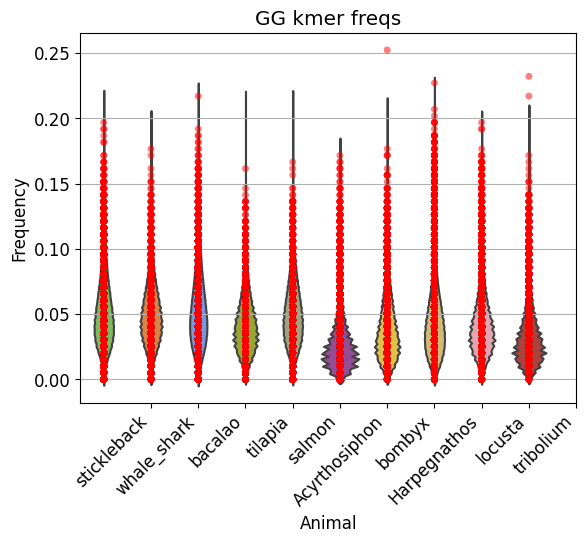 GG kmer freqs
0.25
0.20
0.15
0.10
0.05
0.00
Frequency
stickleback
whale_shark
bacalao
tilapia
salmon
Acyrthosiphon
bombyx
Harpegnathos
locusta
tribolium
Animal